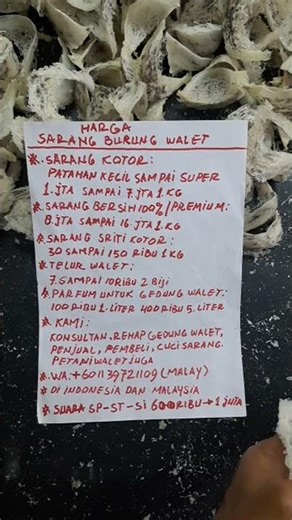 HARGA
SARANG BURUNG WALET
*. SARANG KOTOR:
PATAHAN KECIL SAMPAI SUPER
1.JTA SAMPAI 7.JTA 1.KG
*SARANG BERSIH 100%/PREMIUM:
8.JTA SAMPAI 16 JTA 1.KG
*SARANG SRITI KOTOR:
30 SAMPAI 150 RIBU 1 KG
*TELUR WALET:
7. SAMPAI 10 RIBU 2 BIJI
*PARFUM UNTUK GEDUNG WALET:
100 RIBU 1.LITER 400 RIBU 5.LITER
*KAMI:
KONSULTAN, REHAP GEDUNG WALET,
PENJUAL, PEMBELI, CUCI SARANG.
PETANI WALET JUGA
*WA:+601139721109 (MALAY)
*DI INDONESIA DAN MALAYSIA
*SUARA SP-ST-SI 600RIBU→1 JUTA